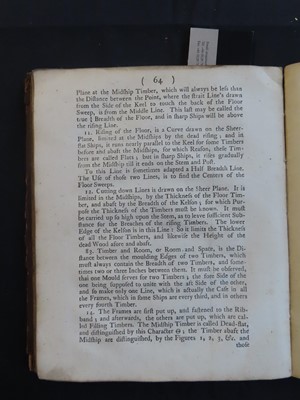 ( 64 )
Plane at the Midship Timber, which will always be less than
the Distance between the Point, where the strait Line's drawn
from the Side of the Keel to touch the Back of the Floor
Sweep, is from the Middle Line. This last may be called the
true ½ Breadth of the Floor, and in sharp Ships will be above
the rising Line.
11. Rising of the Floor, is a Curve drawn on the Sheer-
Plane, limited at the Midships by the dead rising; and in
flat Ships, it runs nearly parallel to the Keel for some Timbers
before and abaft the Midships, for which Reason, these Tim-
bers are called Flats; but in sharp Ships, it rises gradually
from the Midship till it ends on the Stem and Post.
To this Line is sometimes adapted a Half Breadth Line.
The Use of those two Lines, is to find the Centers of the
Floor Sweeps.
12. Cutting down Lines is drawn on the Sheer Plane. It is
limited in the Midships, by the Thickness of the Floor Tim-
ber, and abaft by the Breadth of the Kelson; for which Pur-
pose the Thickness of the Timbers must be known. It must
be carried up so high upon the Stem, as to leave sufficient Sub-
stance for the Breaches of the rising Timbers. The lower
Edge of the Kelson is in this Line: So it limits the Thickness
of all the Floor Timbers, and likewise the Height of the
dead Wood afore and abaft.
83. Timber and Room, or Room and Space, is the Di-
stance between the moulding Edges of two Timbers, which
must always contain the Breadth of two Timbers, and some-
times two or three Inches between them. It must be observed,
that one Mould serves for two Timbers; the fore Side of the
one being supposed to unite with the aft Side of the other,
and so make only one Line, which is actually the Case in all
the Frames, which in some Ships are every third, and in others
every fourth Timber.
14. The Frames are first put up, and fastened to the Rib-
band; and afterwards, the others are put up, which are cal-
led Filling Timbers. The Midship Timber is called Dead-flat,
and distinguished by this Character ⊕; the Timber abaft the
Midship are distinguished, by the Figures 1, 2, 3, &c. and
those